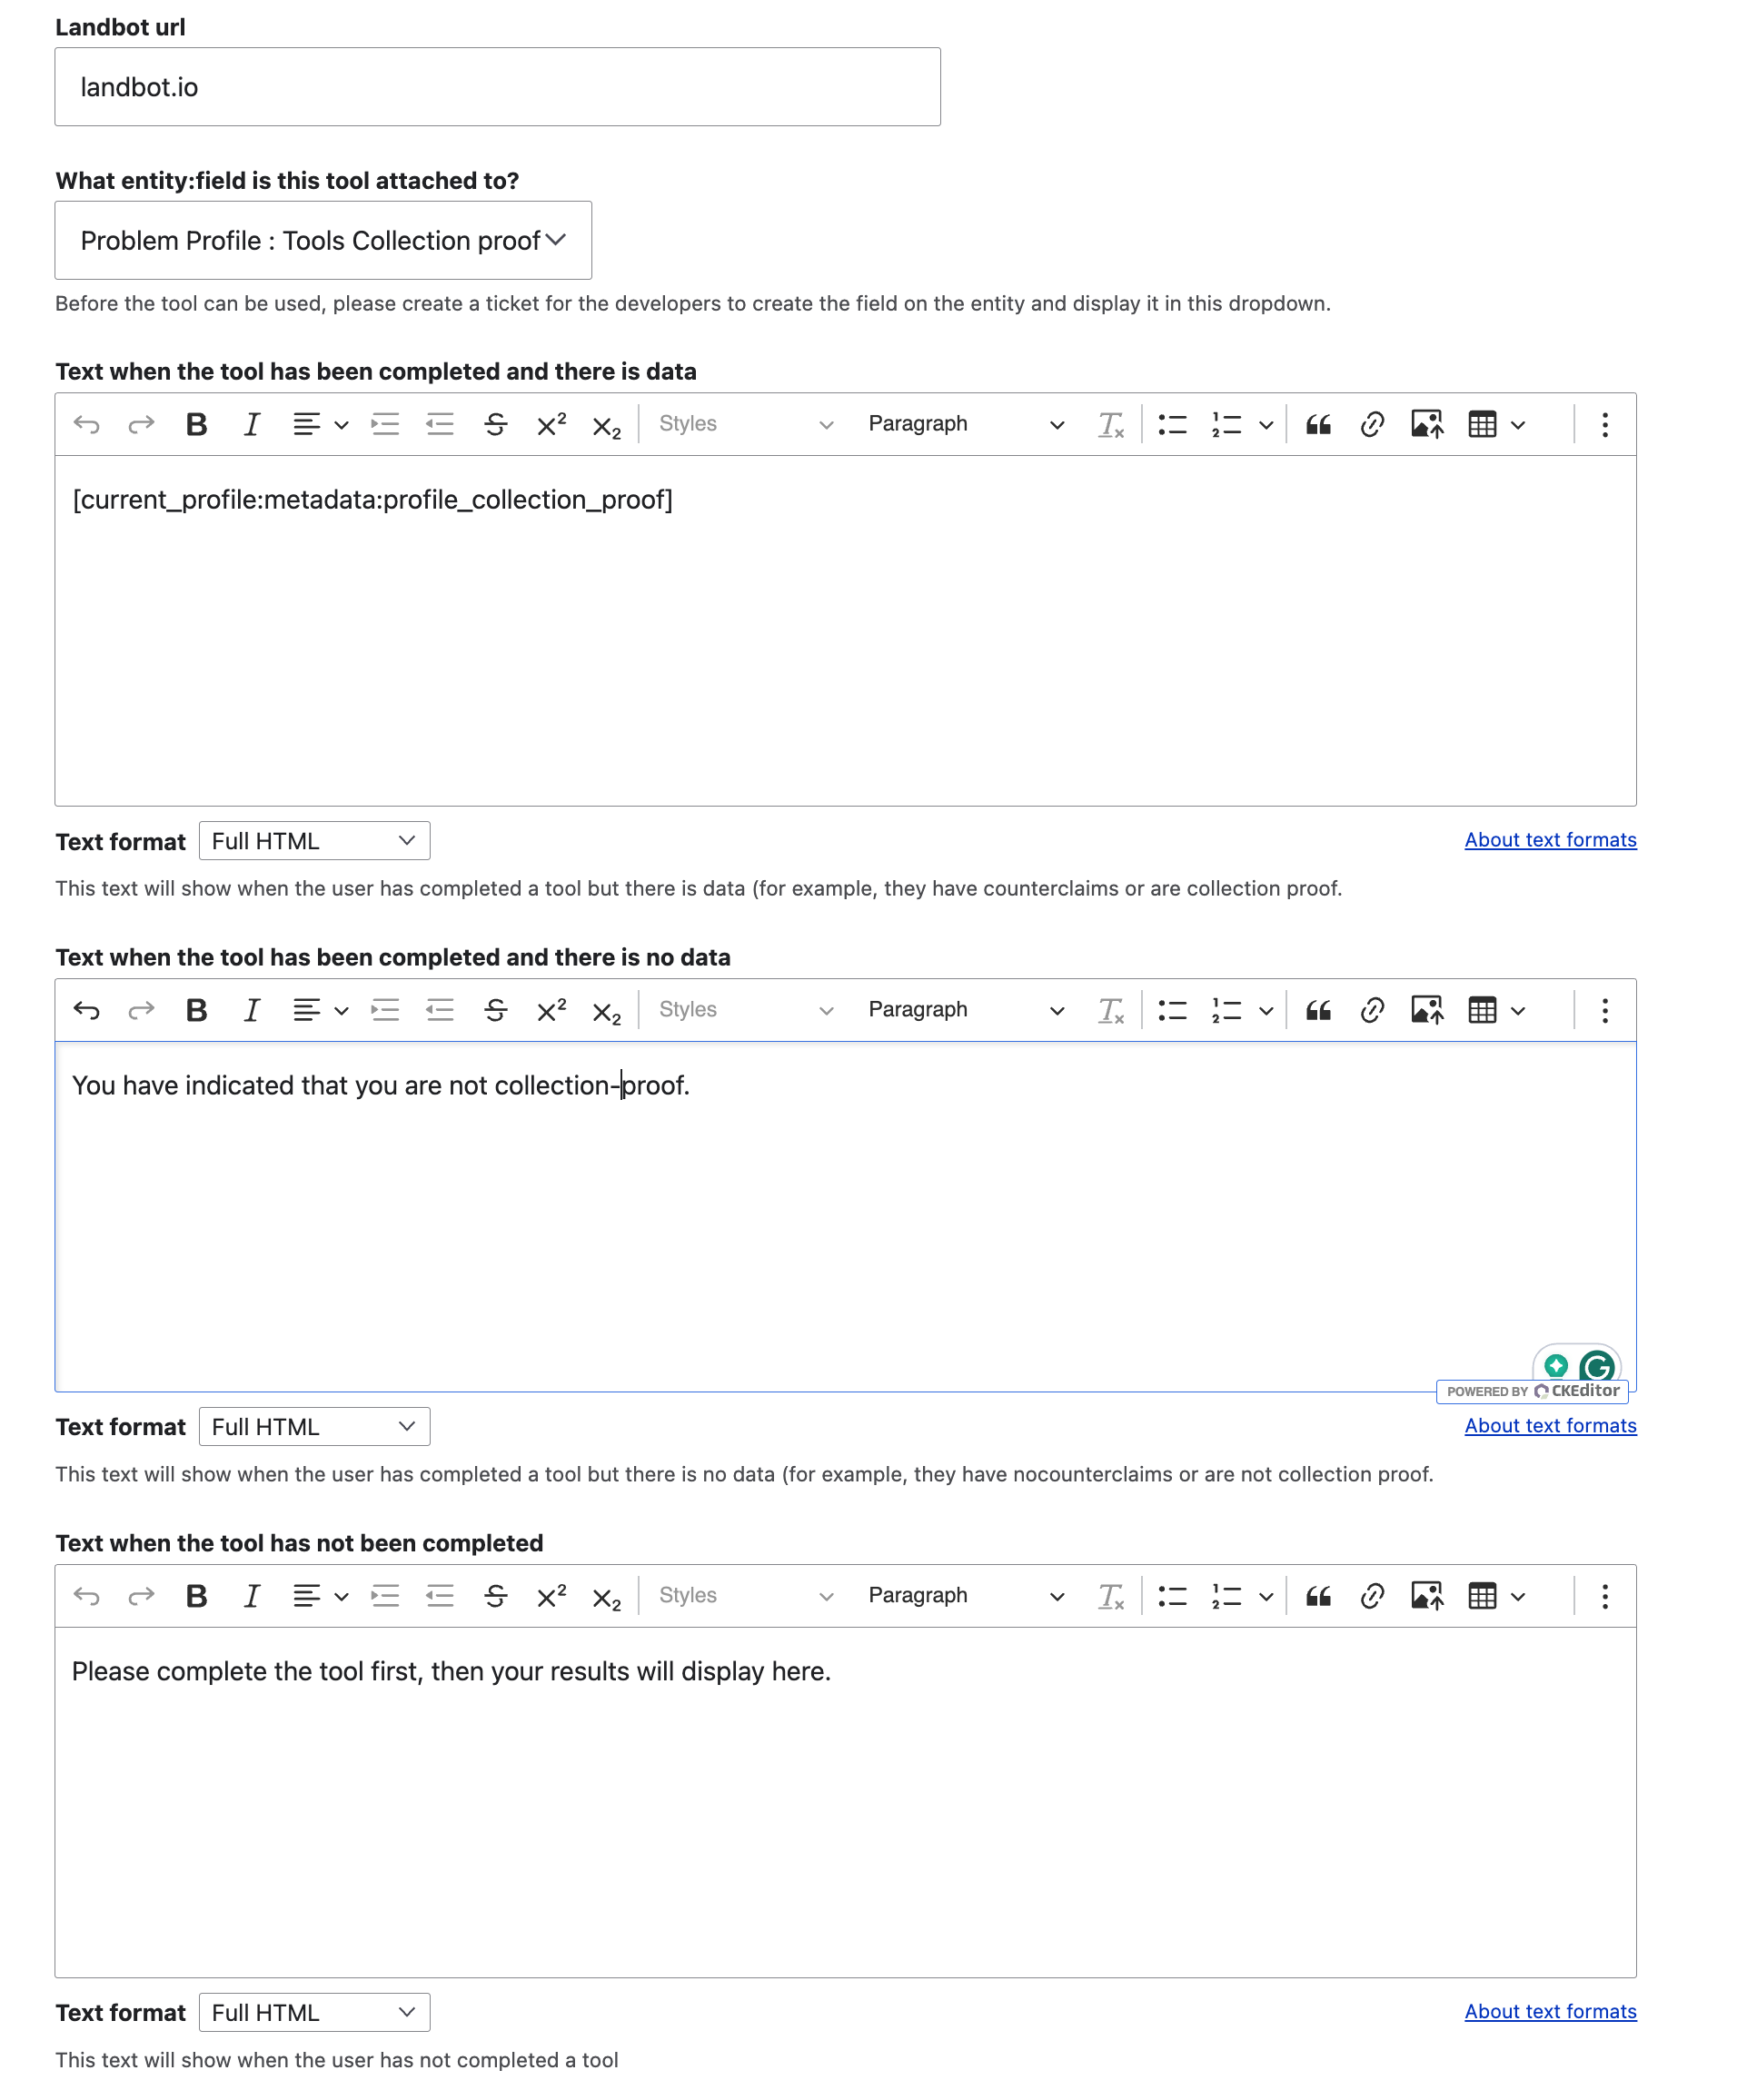 Landbot url
landbot.io
What entity:field is this tool attached to?
Problem Profile : Tools Collection proof
Before the tool can be used, please create a ticket for the developers to create the field on the entity and display it in this dropdown.
Text when the tool has been completed and there is data
B I S X² X₂ Styles Paragraph Tx
[current_profile:metadata:profile_collection_proof]
Text format Full HTML About text formats
This text will show when the user has completed a tool but there is data (for example, they have counterclaims or are collection proof.
Text when the tool has been completed and there is no data
B I S X² X₂ Styles Paragraph Tx
You have indicated that you are not collection-proof.
POWERED BY CKEditor
Text format Full HTML About text formats
This text will show when the user has completed a tool but there is no data (for example, they have nocounterclaims or are not collection proof.
Text when the tool has not been completed
B I S X² X₂ Styles Paragraph Tx
Please complete the tool first, then your results will display here.
Text format Full HTML About text formats
This text will show when the user has not completed a tool